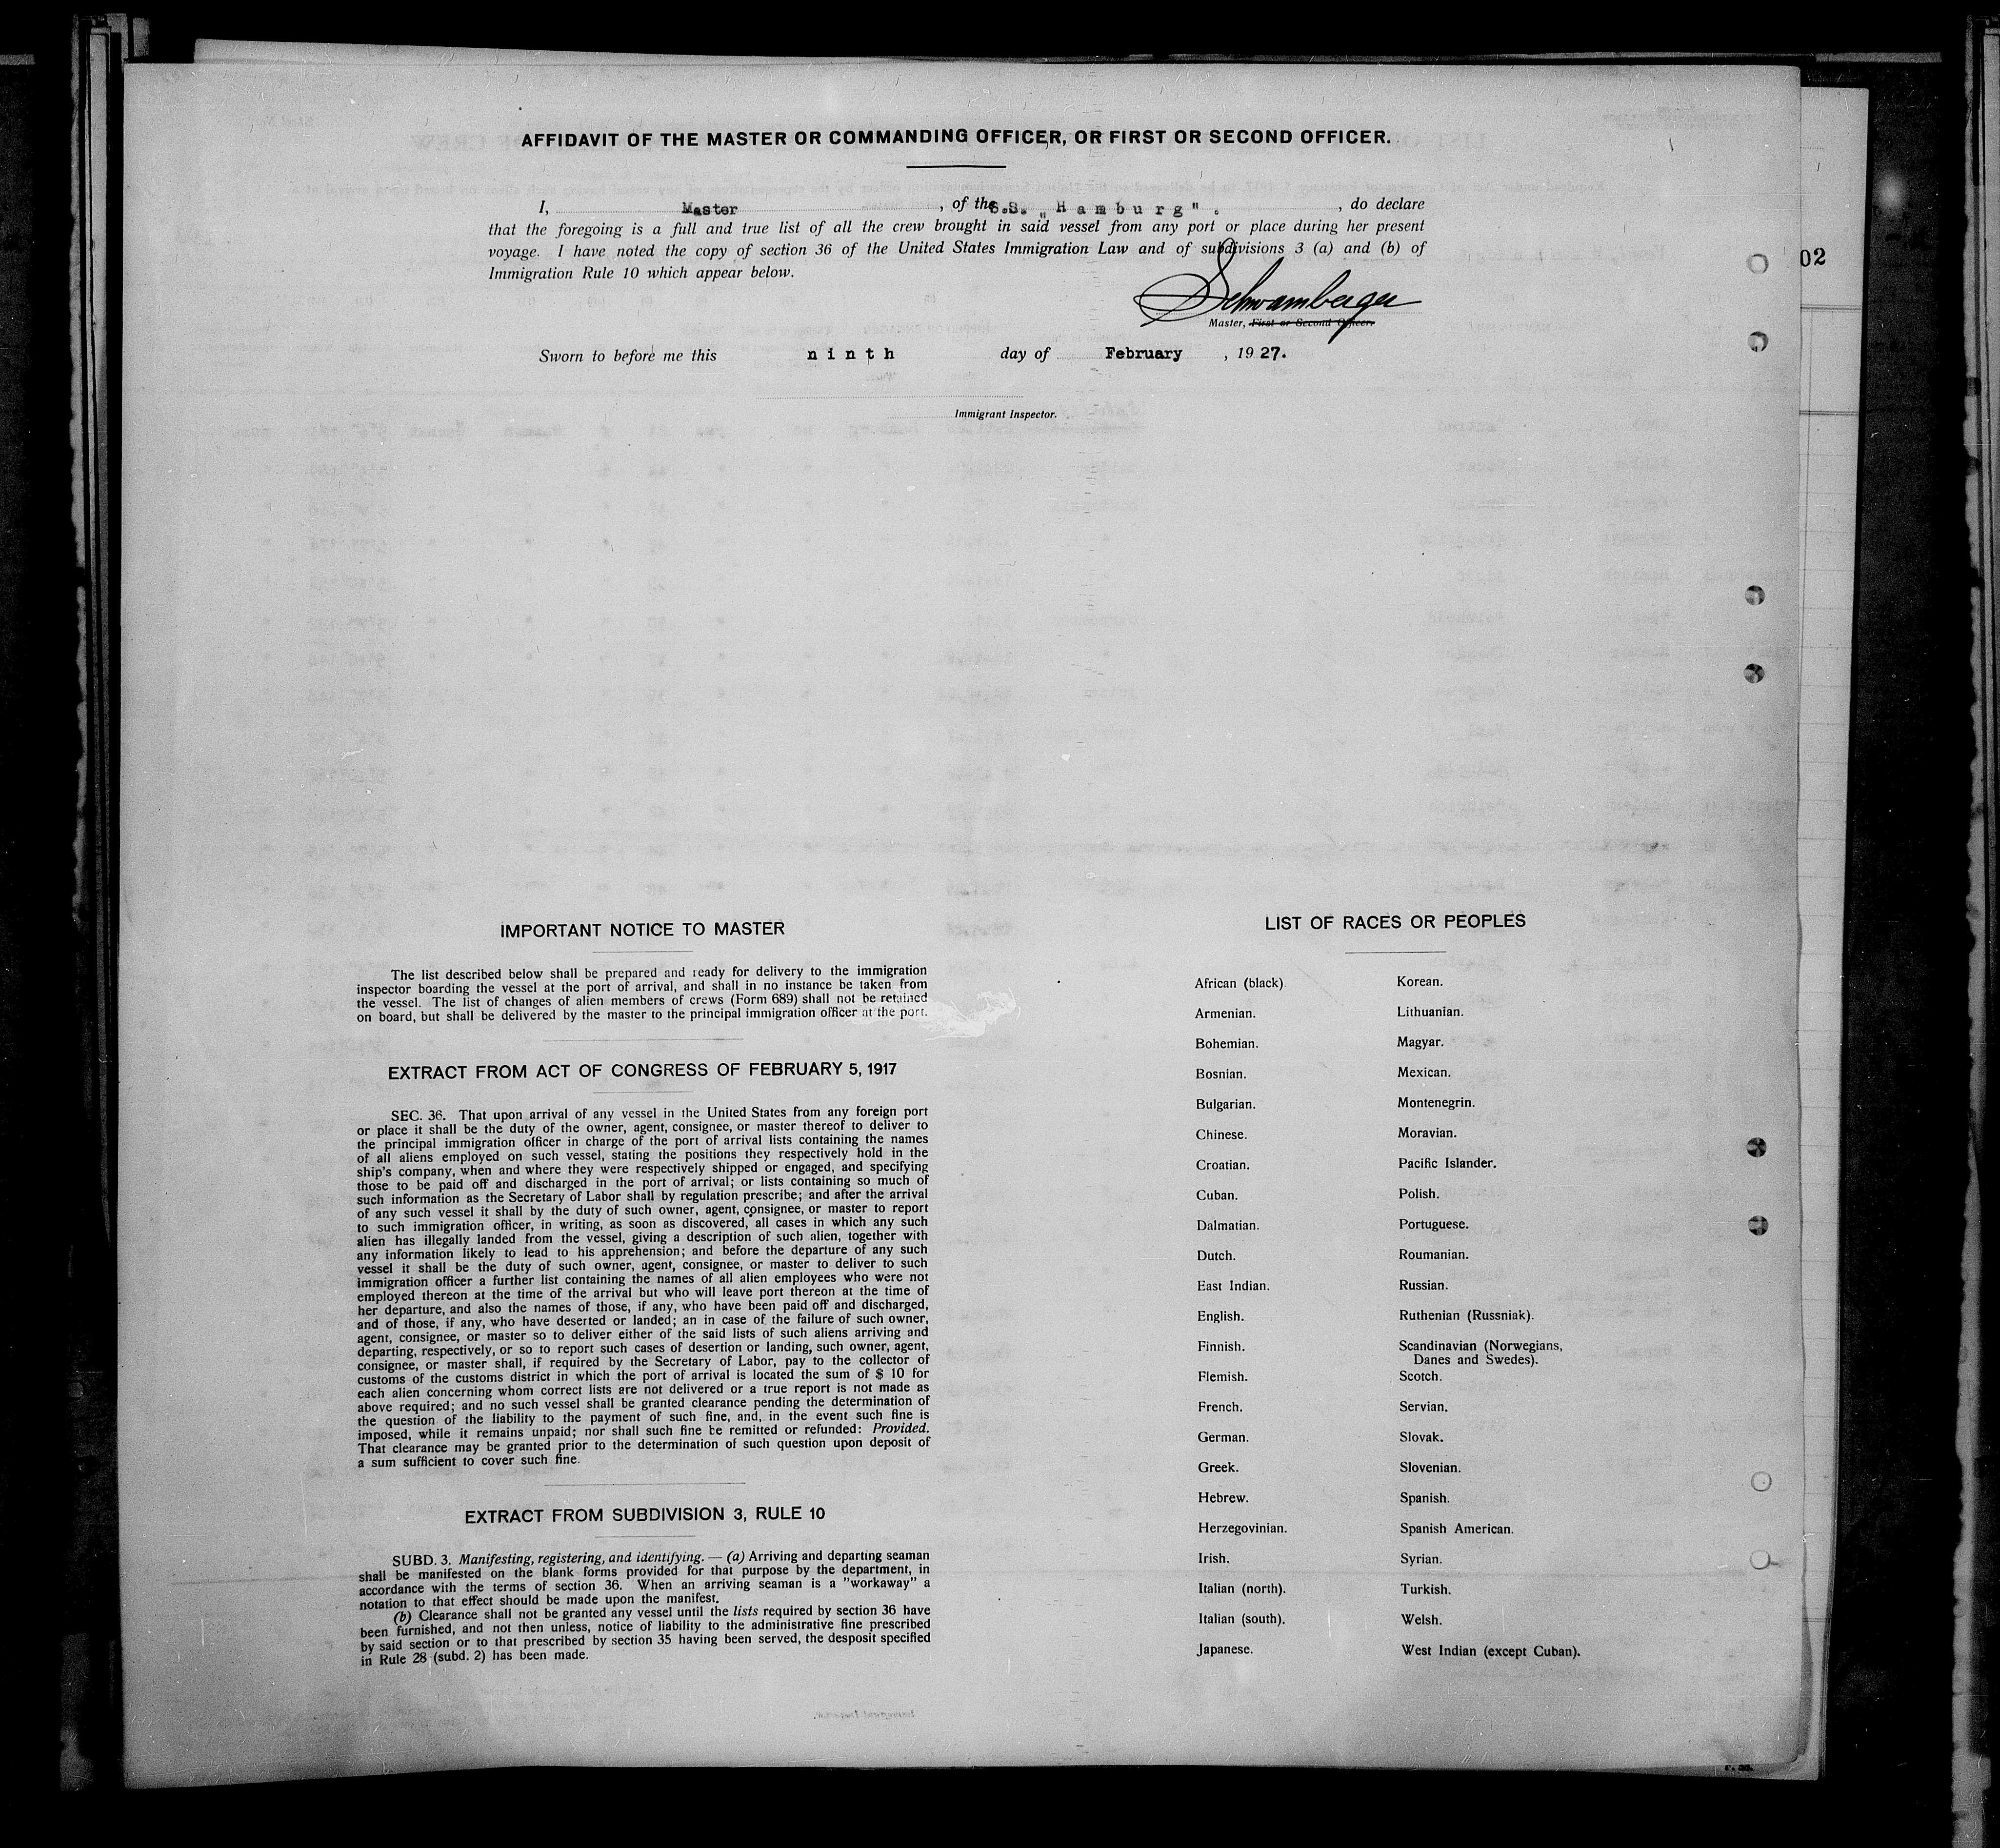 AFFIDAVIT OF THE MASTER OR COMMANDING OFFICER, OR FIRST OR SECOND OFFICER.
I, Master , of the S.S. „Hamburg". , do declare
that the foregoing is a full and true list of all the crew brought in said vessel from any port or place during her present
voyage. I have noted the copy of section 36 of the United States Immigration Law and of subdivisions 3 (a) and (b) of
Immigration Rule 10 which appear below.
02
Schwamberger
Master, First or Second Officer.
Sworn to before me this ninth day of February , 1927.
Immigrant Inspector.
IMPORTANT NOTICE TO MASTER
The list described below shall be prepared and ready for delivery to the immigration
inspector boarding the vessel at the port of arrival, and shall in no instance be taken from
the vessel. The list of changes of alien members of crews (Form 689) shall not be retained
on board, but shall be delivered by the master to the principal immigration officer at the port.
EXTRACT FROM ACT OF CONGRESS OF FEBRUARY 5, 1917
SEC. 36. That upon arrival of any vessel in the United States from any foreign port
or place it shall be the duty of the owner, agent, consignee, or master thereof to deliver to
the principal immigration officer in charge of the port of arrival lists containing the names
of all aliens employed on such vessel, stating the positions they respectively hold in the
ship's company, when and where they were respectively shipped or engaged, and specifying
those to be paid off and discharged in the port of arrival; or lists containing so much of
such information as the Secretary of Labor shall by regulation prescribe; and after the arrival
of any such vessel it shall by the duty of such owner, agent, consignee, or master to report
to such immigration officer, in writing, as soon as discovered, all cases in which any such
alien has illegally landed from the vessel, giving a description of such alien, together with
any information likely to lead to his apprehension; and before the departure of any such
vessel it shall be the duty of such owner, agent, consignee, or master to deliver to such
immigration officer a further list containing the names of all alien employees who were not
employed thereon at the time of the arrival but who will leave port thereon at the time of
her departure, and also the names of those, if any, who have been paid off and discharged,
and of those, if any, who have deserted or landed; an in case of the failure of such owner,
agent, consignee, or master so to deliver either of the said lists of such aliens arriving and
departing, respectively, or so to report such cases of desertion or landing, such owner, agent,
consignee, or master shall, if required by the Secretary of Labor, pay to the collector of
customs of the customs district in which the port of arrival is located the sum of $ 10 for
each alien concerning whom correct lists are not delivered or a true report is not made as
above required; and no such vessel shall be granted clearance pending the determination of
the question of the liability to the payment of such fine, and, in the event such fine is
imposed, while it remains unpaid; nor shall such fine be remitted or refunded: Provided.
That clearance may be granted prior to the determination of such question upon deposit of
a sum sufficient to cover such fine.
EXTRACT FROM SUBDIVISION 3, RULE 10
SUBD. 3. Manifesting, registering, and identifying. — (a) Arriving and departing seaman
shall be manifested on the blank forms provided for that purpose by the department, in
accordance with the terms of section 36. When an arriving seaman is a "workaway" a
notation to that effect should be made upon the manifest.
(b) Clearance shall not be granted any vessel until the lists required by section 36 have
been furnished, and not then unless, notice of liability to the administrative fine prescribed
by said section or to that prescribed by section 35 having been served, the desposit specified
in Rule 28 (subd. 2) has been made.
LIST OF RACES OR PEOPLES
African (black)
Armenian.
Bohemian.
Bosnian.
Bulgarian.
Chinese.
Croatian.
Cuban.
Dalmatian.
Dutch.
East Indian.
English.
Finnish.
Flemish.
French.
German.
Greek.
Hebrew.
Herzegovinian.
Irish.
Italian (north).
Italian (south).
Japanese.
Korean.
Lithuanian.
Magyar.
Mexican.
Montenegrin.
Moravian.
Pacific Islander.
Polish.
Portuguese.
Roumanian.
Russian.
Ruthenian (Russniak).
Scandinavian (Norwegians,
Danes and Swedes).
Scotch.
Servian.
Slovak.
Slovenian.
Spanish.
Spanish American.
Syrian.
Turkish.
Welsh.
West Indian (except Cuban).